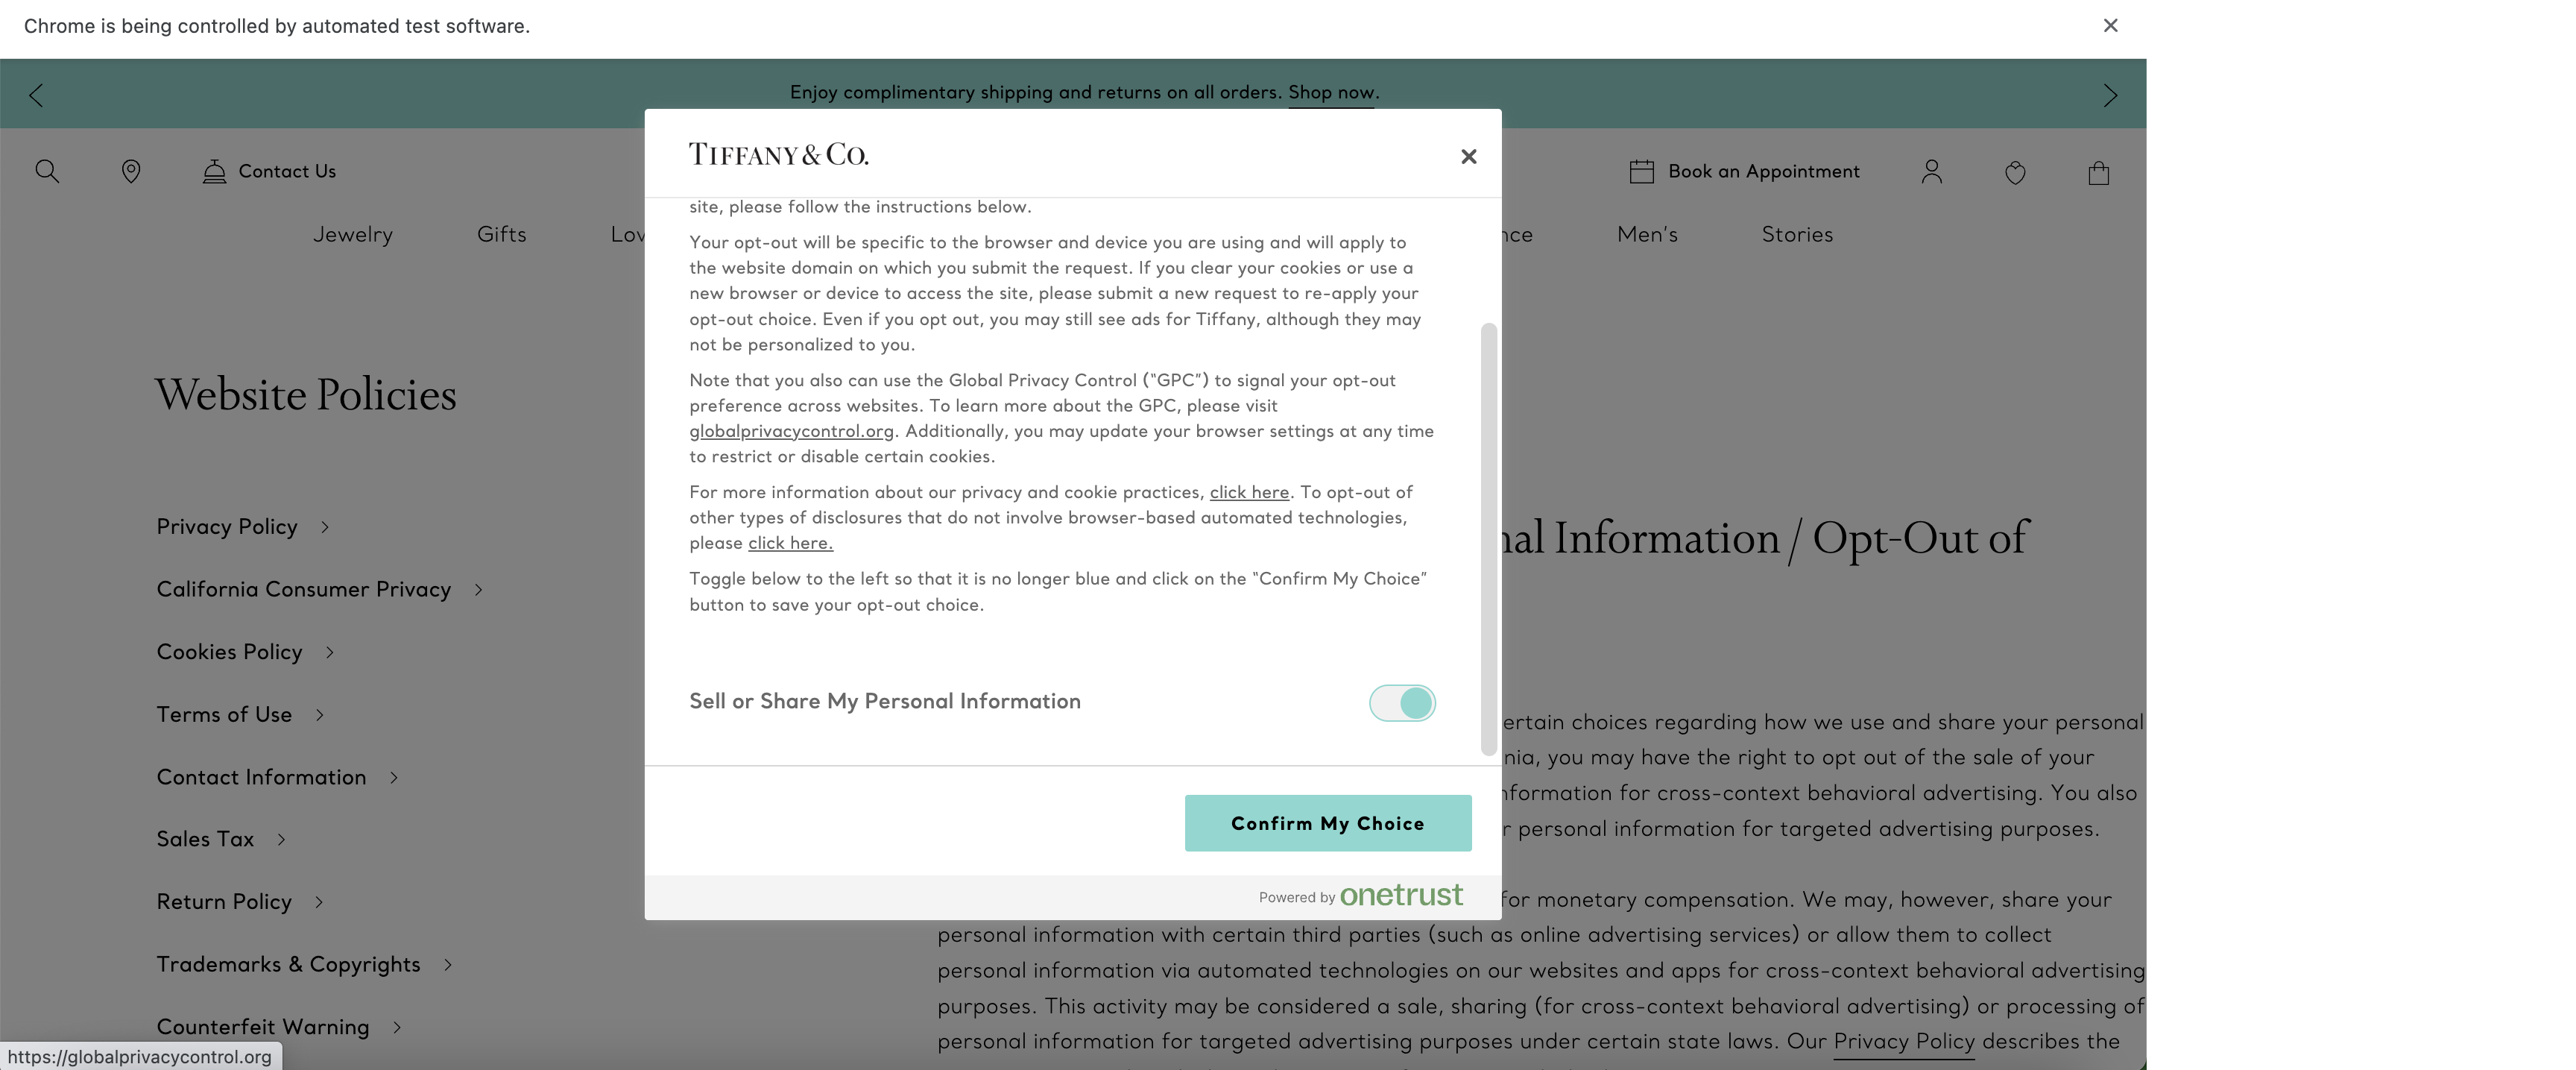 Chrome is being controlled by automated test software.
Enjoy complimentary shipping and returns on all orders. Shop now.
Contact Us
Book an Appointment
Jewelry
Gifts
Men's
Stories
TIFFANY & CO.
site, please follow the instructions below.
Your opt-out will be specific to the browser and device you are using and will apply to
the website domain on which you submit the request. If you clear your cookies or use a
new browser or device to access the site, please submit a new request to re-apply your
opt-out choice. Even if you opt out, you may still see ads for Tiffany, although they may
not be personalized to you.
Note that you also can use the Global Privacy Control (“GPC”) to signal your opt-out
preference across websites. To learn more about the GPC, please visit
globalprivacycontrol.org. Additionally, you may update your browser settings at any time
to restrict or disable certain cookies.
For more information about our privacy and cookie practices, click here. To opt-out of
other types of disclosures that do not involve browser-based automated technologies,
please click here.
Toggle below to the left so that it is no longer blue and click on the “Confirm My Choice”
button to save your opt-out choice.
Sell or Share My Personal Information
Confirm My Choice
Powered by onetrust
Website Policies
Privacy Policy
California Consumer Privacy
Cookies Policy
Terms of Use
Contact Information
Sales Tax
Return Policy
Trademarks & Copyrights
Counterfeit Warning
https://globalprivacycontrol.org
Information / Opt-Out of
certain choices regarding how we use and share your personal
you may have the right to opt out of the sale of your
information for cross-context behavioral advertising. You also
personal information for targeted advertising purposes.
for monetary compensation. We may, however, share your
personal information with certain third parties (such as online advertising services) or allow them to collect
personal information via automated technologies on our websites and apps for cross-context behavioral advertising
purposes. This activity may be considered a sale, sharing (for cross-context behavioral advertising) or processing of
personal information for targeted advertising purposes under certain state laws. Our Privacy Policy describes the